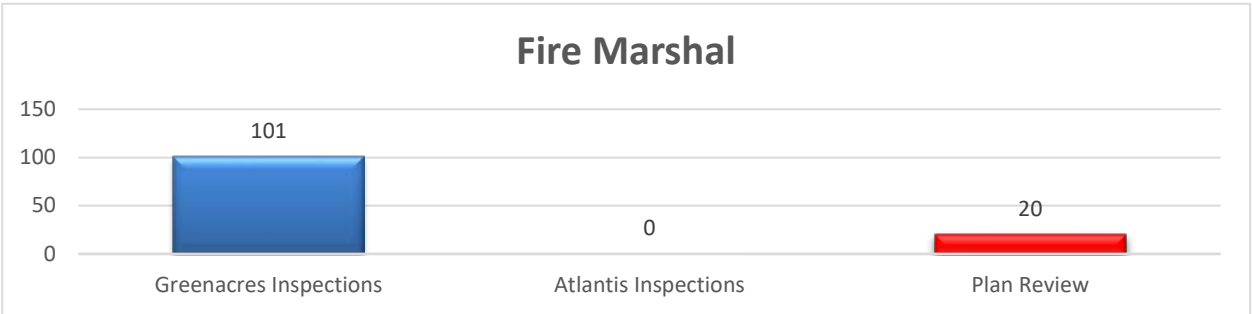 Fire Marshal
150
101
100
50
20
0
0
Greenacres Inspections
Atlantis Inspections
Plan Review